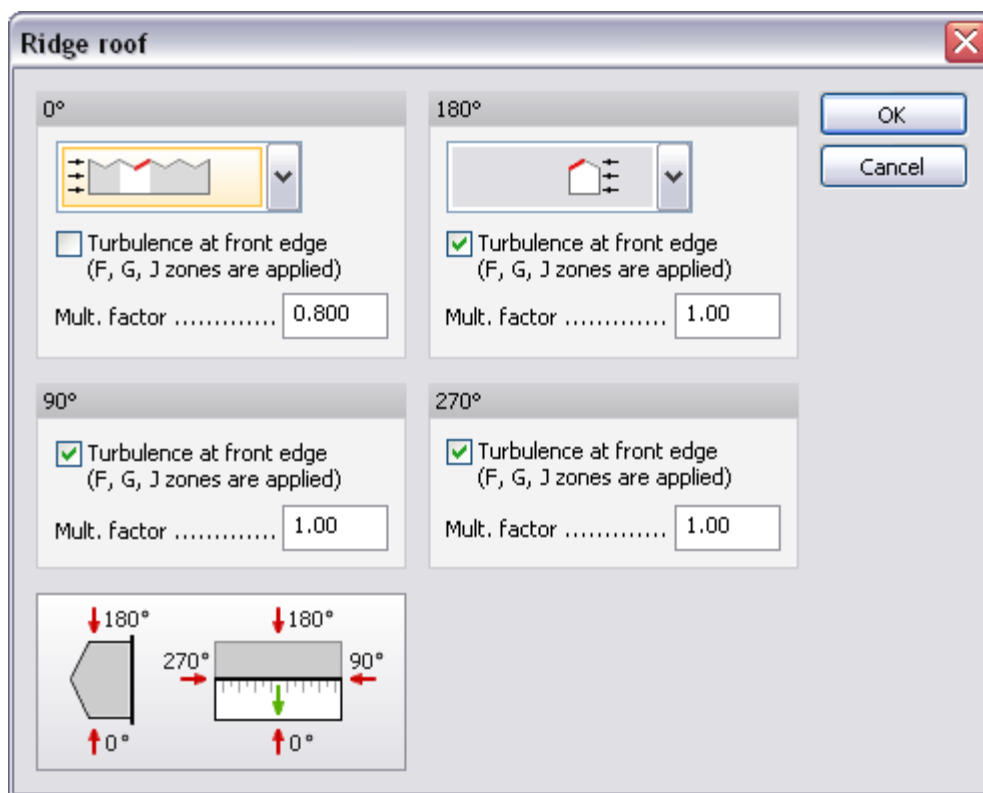 Ridge roof
0°
180°
OK
Cancel
Turbulence at front edge
(F, G, J zones are applied)
Mult. factor ............. 0.800
Turbulence at front edge
(F, G, J zones are applied)
Mult. factor ............. 1.00
90°
270°
Turbulence at front edge
(F, G, J zones are applied)
Mult. factor ............. 1.00
Turbulence at front edge
(F, G, J zones are applied)
Mult. factor ............. 1.00
180°
180°
270°
90°
0°
0°